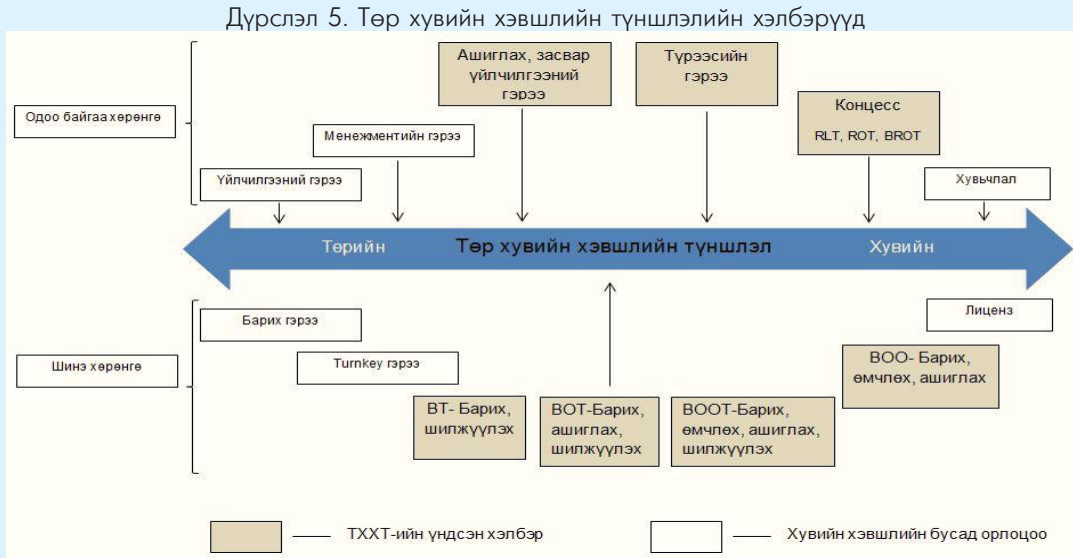 Дүрслэл 5. Төр хувийн хэвшлийн түншлэлийн хэлбэрүүд
Ашиглах, засвар
үйлчилгээний
гэрээ
Түрээсийн
гэрээ
Концесс
RLT, ROT, BROT
Одоо байгаа хөрөнгө
Менежментийн гэрээ
Үйлчилгээний гэрээ
Хувьчлал
Төрийн
Төр хувийн хэвшлийн түншлэл
Хувийн
Барих гэрээ
Лиценз
Шинэ хөрөнгө
Turnkey гэрээ
BOO- Барих,
өмчлөх, ашиглах
BT- Барих,
шилжүүлэх
BOT-Барих,
ашиглах,
шилжүүлэх
BOOT-Барих,
өмчлөх, ашиглах,
шилжүүлэх
ТХХТ-ийн үндсэн хэлбэр
Хувийн хэвшлийн бусад орлоцоо